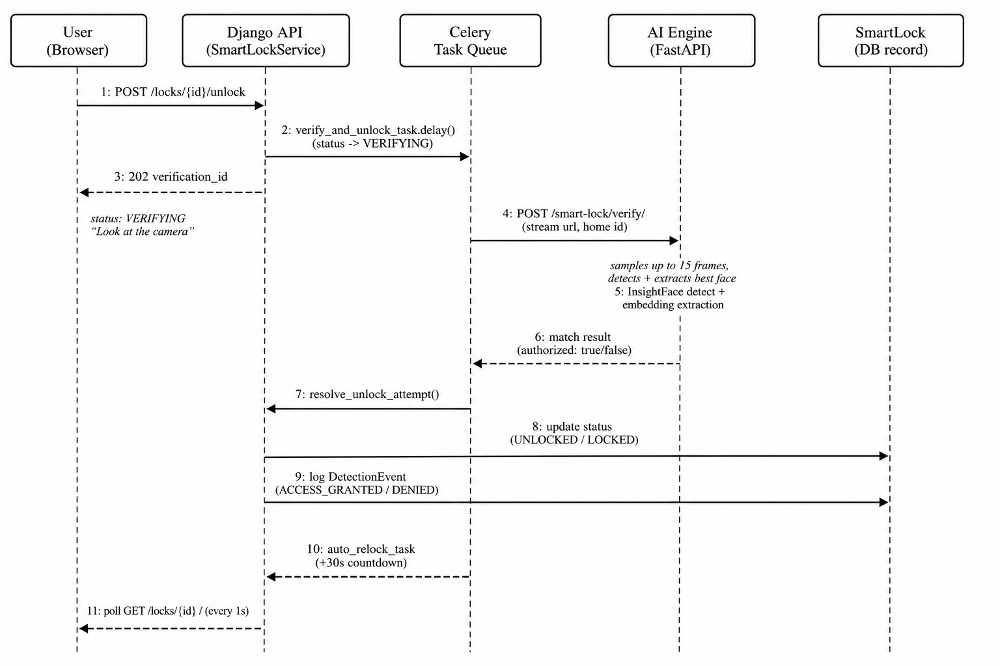 User
(Browser)
Django API
(SmartLockService)
Celery
Task Queue
AI Engine
(FastAPI)
SmartLock
(DB record)
1: POST /locks/{id}/unlock
2: verify_and_unlock_task.delay()
(status -> VERIFYING)
3: 202 verification_id
status: VERIFYING
“Look at the camera”
4: POST /smart-lock/verify/
(stream url, home id)
samples up to 15 frames,
detects + extracts best face
5: InsightFace detect +
embedding extraction
6: match result
(authorized: true/false)
7: resolve_unlock_attempt()
8: update status
(UNLOCKED / LOCKED)
9: log DetectionEvent
(ACCESS_GRANTED / DENIED)
10: auto_relock_task
(+30s countdown)
11: poll GET /locks/{id} / (every 1s)